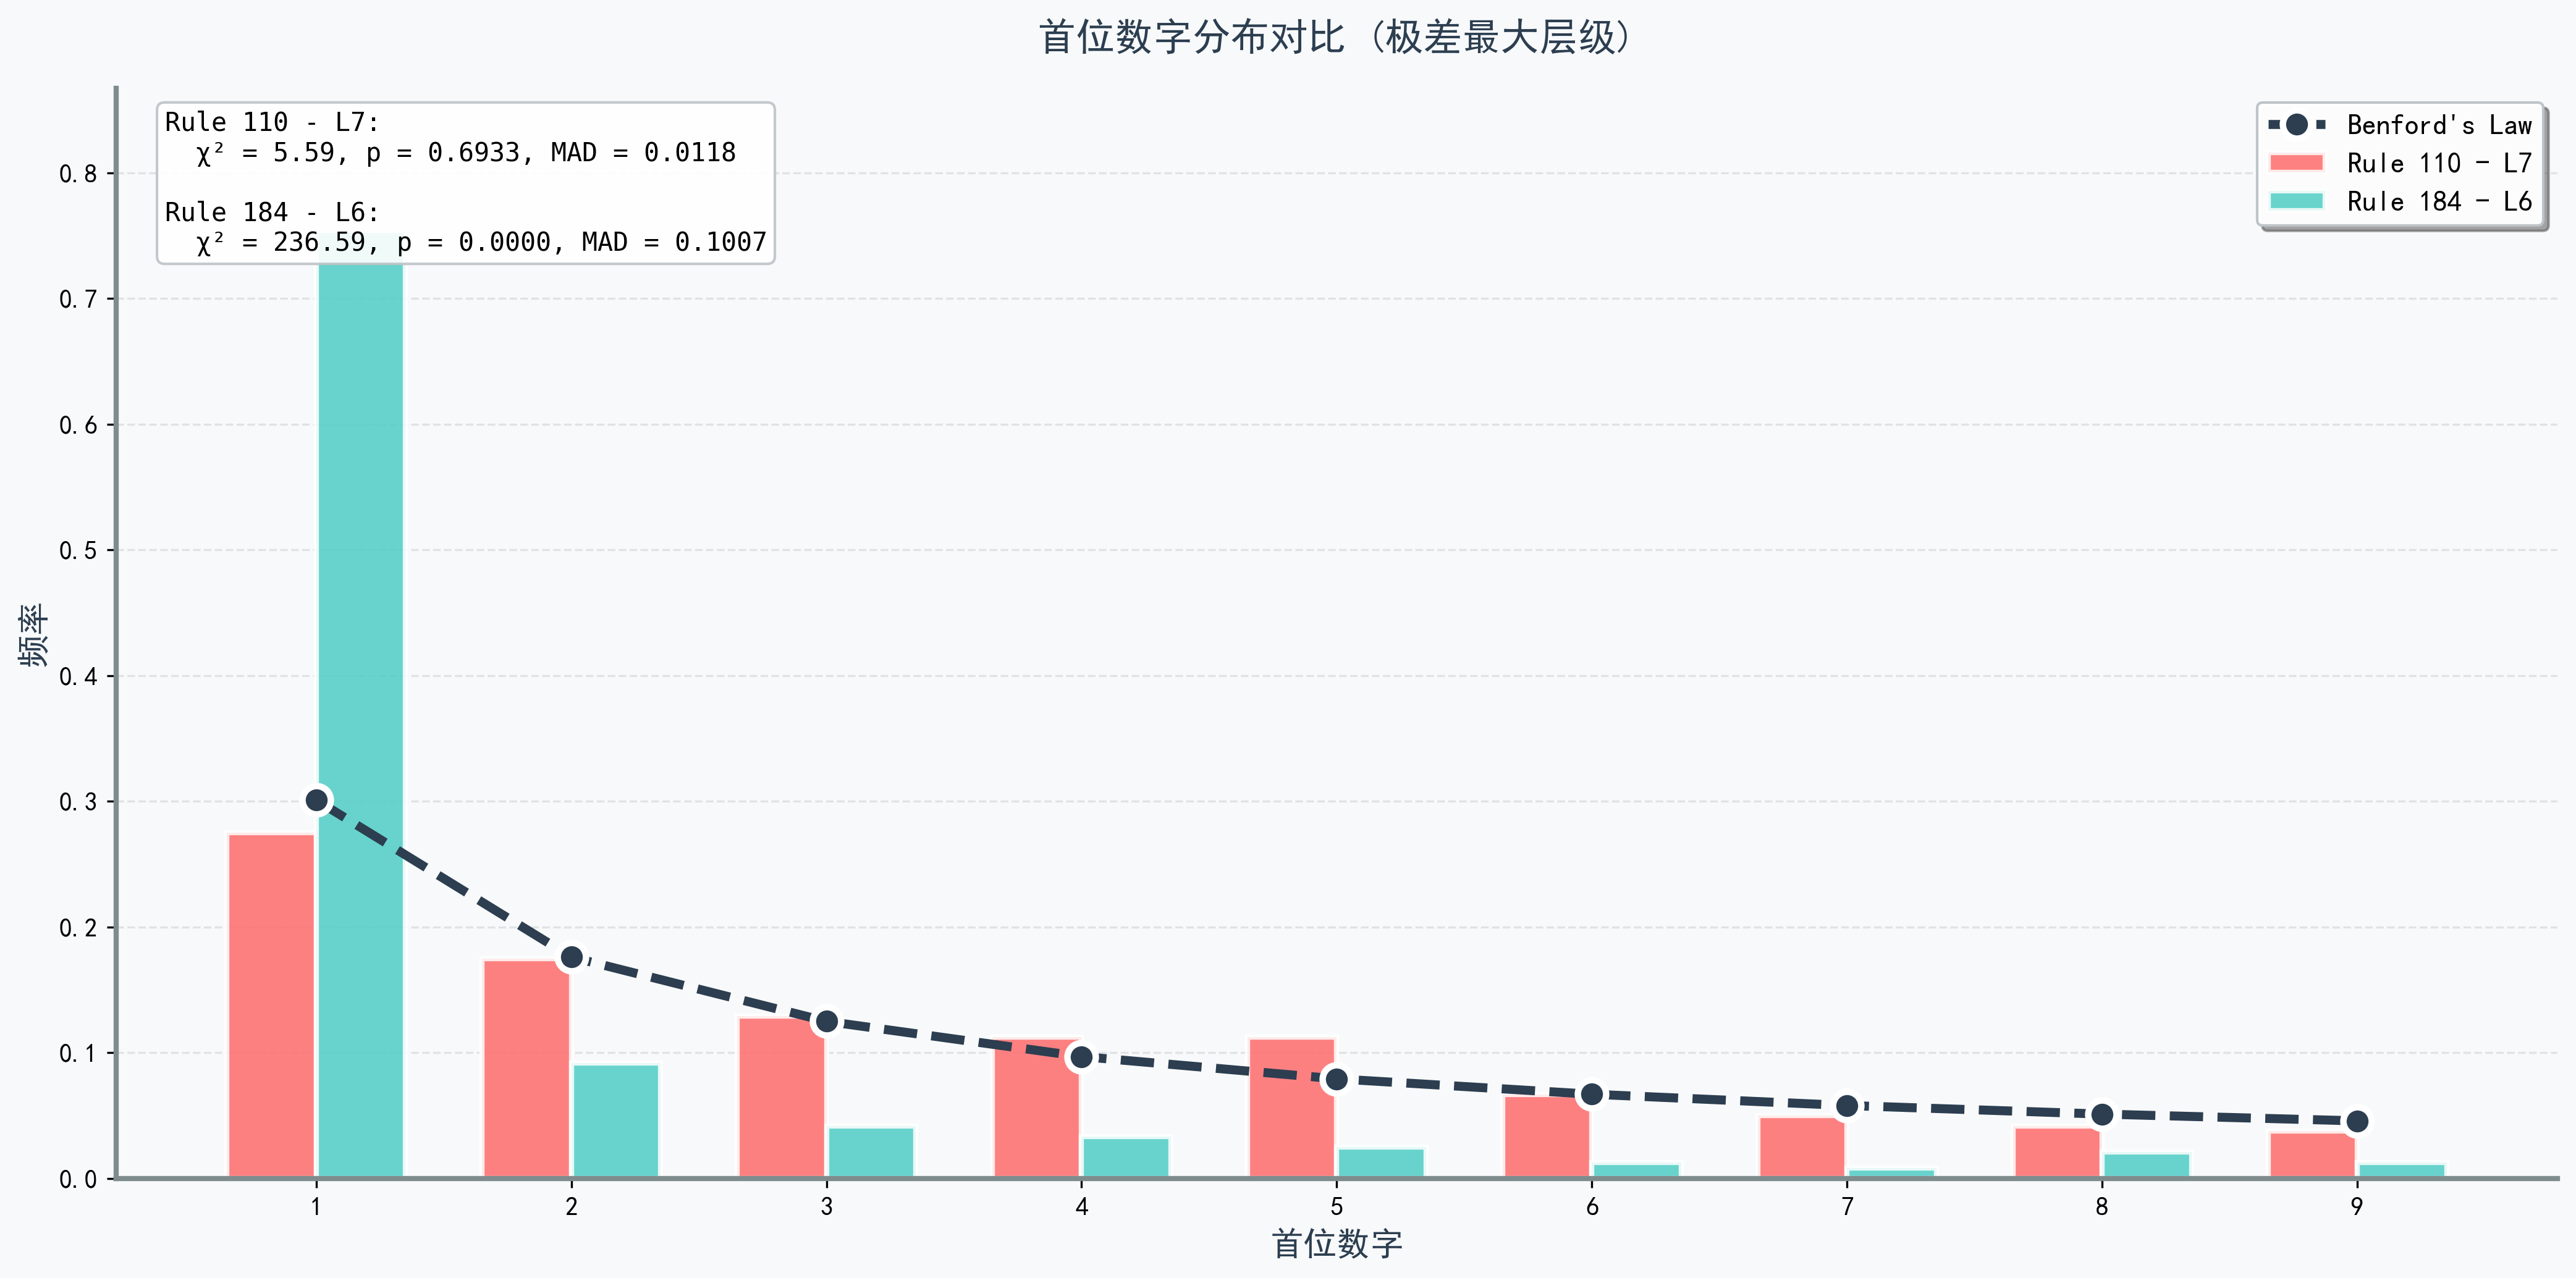 首位数字分布对比 (极差最大层级)
Rule 110 - L7:
χ² = 5.59, p = 0.6933, MAD = 0.0118
Rule 184 - L6:
χ² = 236.59, p = 0.0000, MAD = 0.1007
Benford's Law
Rule 110 - L7
Rule 184 - L6
频率
0.8
0.7
0.6
0.5
0.4
0.3
0.2
0.1
0.0
1 2 3 4 5 6 7 8 9
首位数字